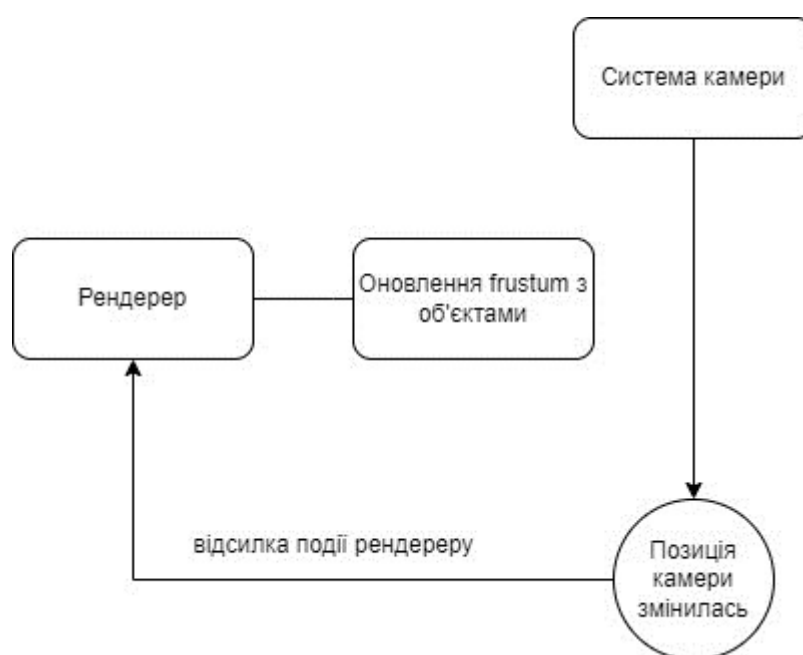 Система камери
Рендерер
Оновлення frustum з
об'єктами
відсилка події рендереру
Позиція
камери
змінилась